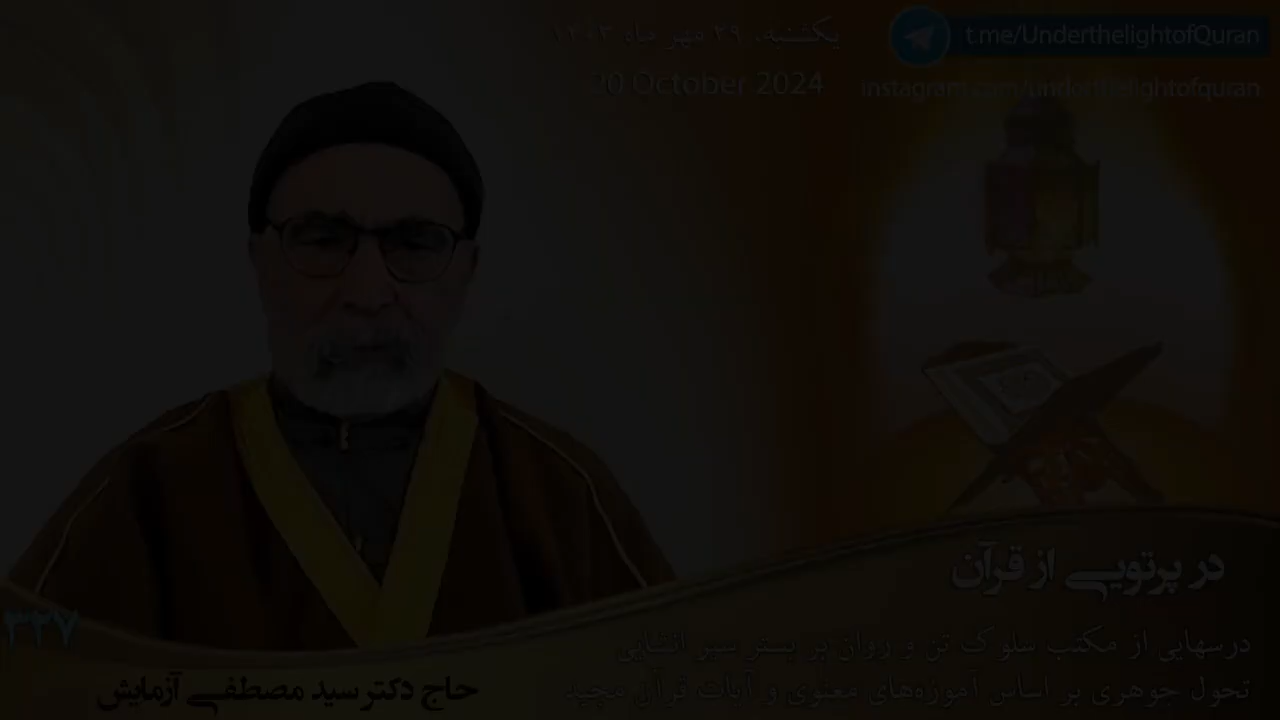 یکشنبه، ۲۹ مهر ماه ۱۴۰۳
20 October 2024
t.me/UnderthelightofQuran
instagram.com/underthelightofquran
در پرتویی از قرآن
۳۲۷
درسهایی از مکتب سلوک تن و روان بر بستر سیر انشایی
تحول جوهری بر اساس آموزه‌های معنوی و آیات قرآن مجید
حاج دکتر سید مصطفی آزمایش